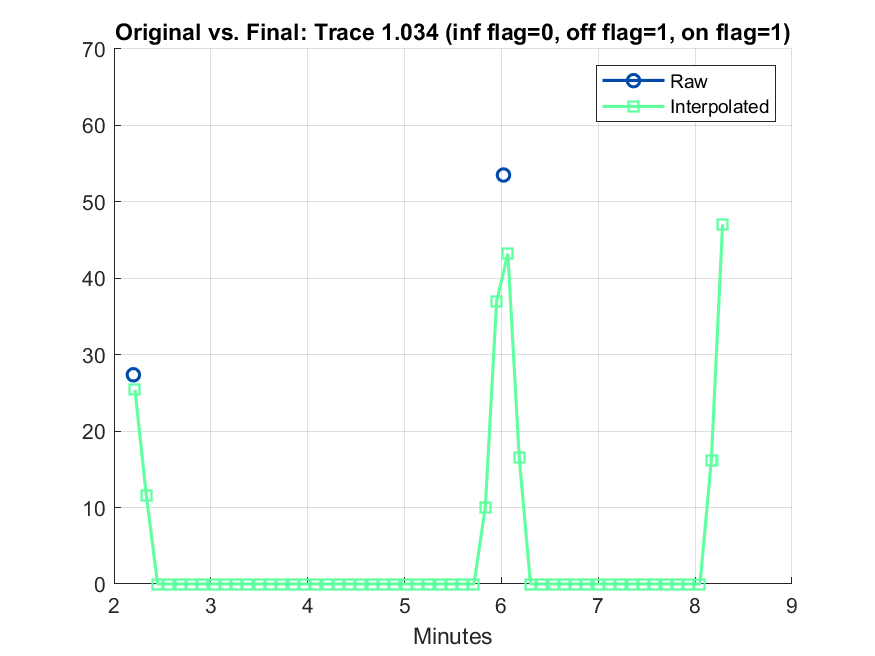 Original vs. Final: Trace 1.034 (inf flag=0, off flag=1, on flag=1)
70
60
50
40
30
20
10
0
Raw
Interpolated
2 3 4 5 6 7 8 9
Minutes